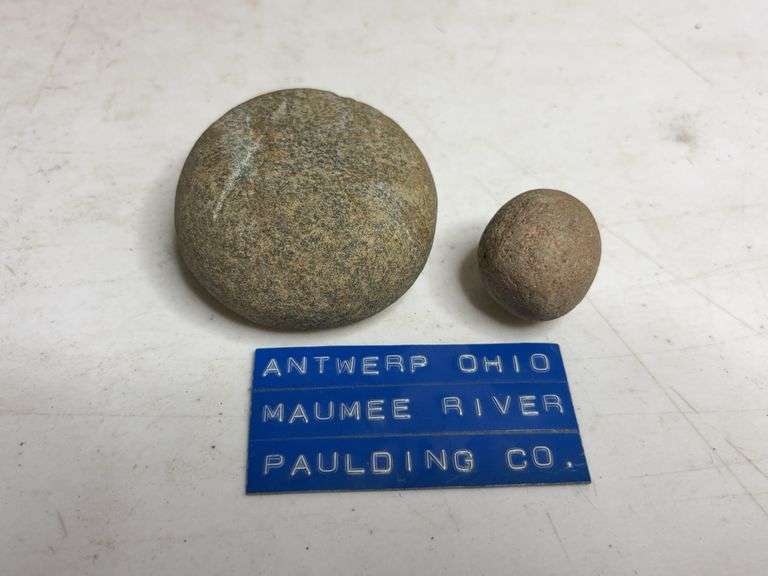 ANTWERP OHIO
MAUMEE RIVER
PAULDING CO.